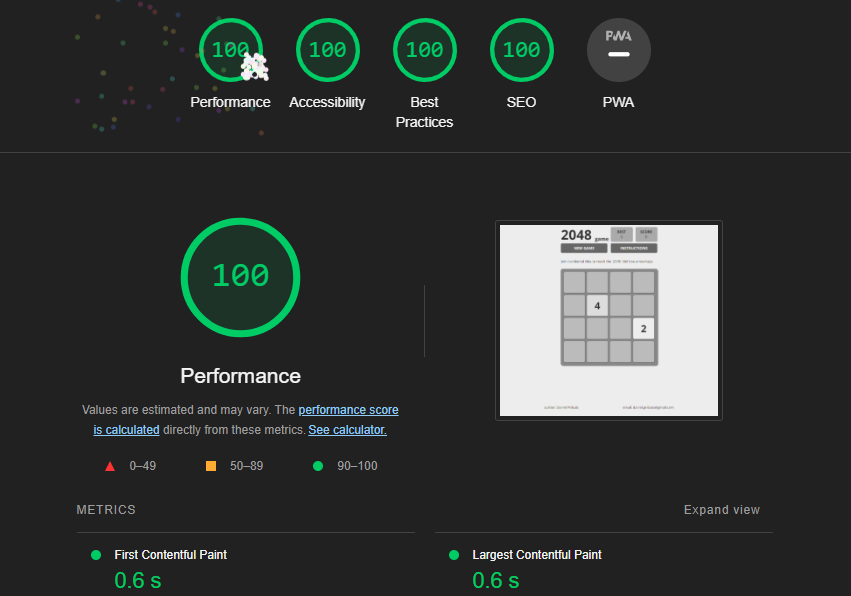 100
100
100
100
PWA
Performance
Accessibility
Best
Practices
SEO
PWA
100
Performance
Values are estimated and may vary. The performance score
is calculated directly from these metrics. See calculator.
0–49
50–89
90–100
2048 game
BEST
SCORE
NEW GAME
INSTRUCTIONS
4
2
METRICS
Expand view
First Contentful Paint
0.6 s
Largest Contentful Paint
0.6 s